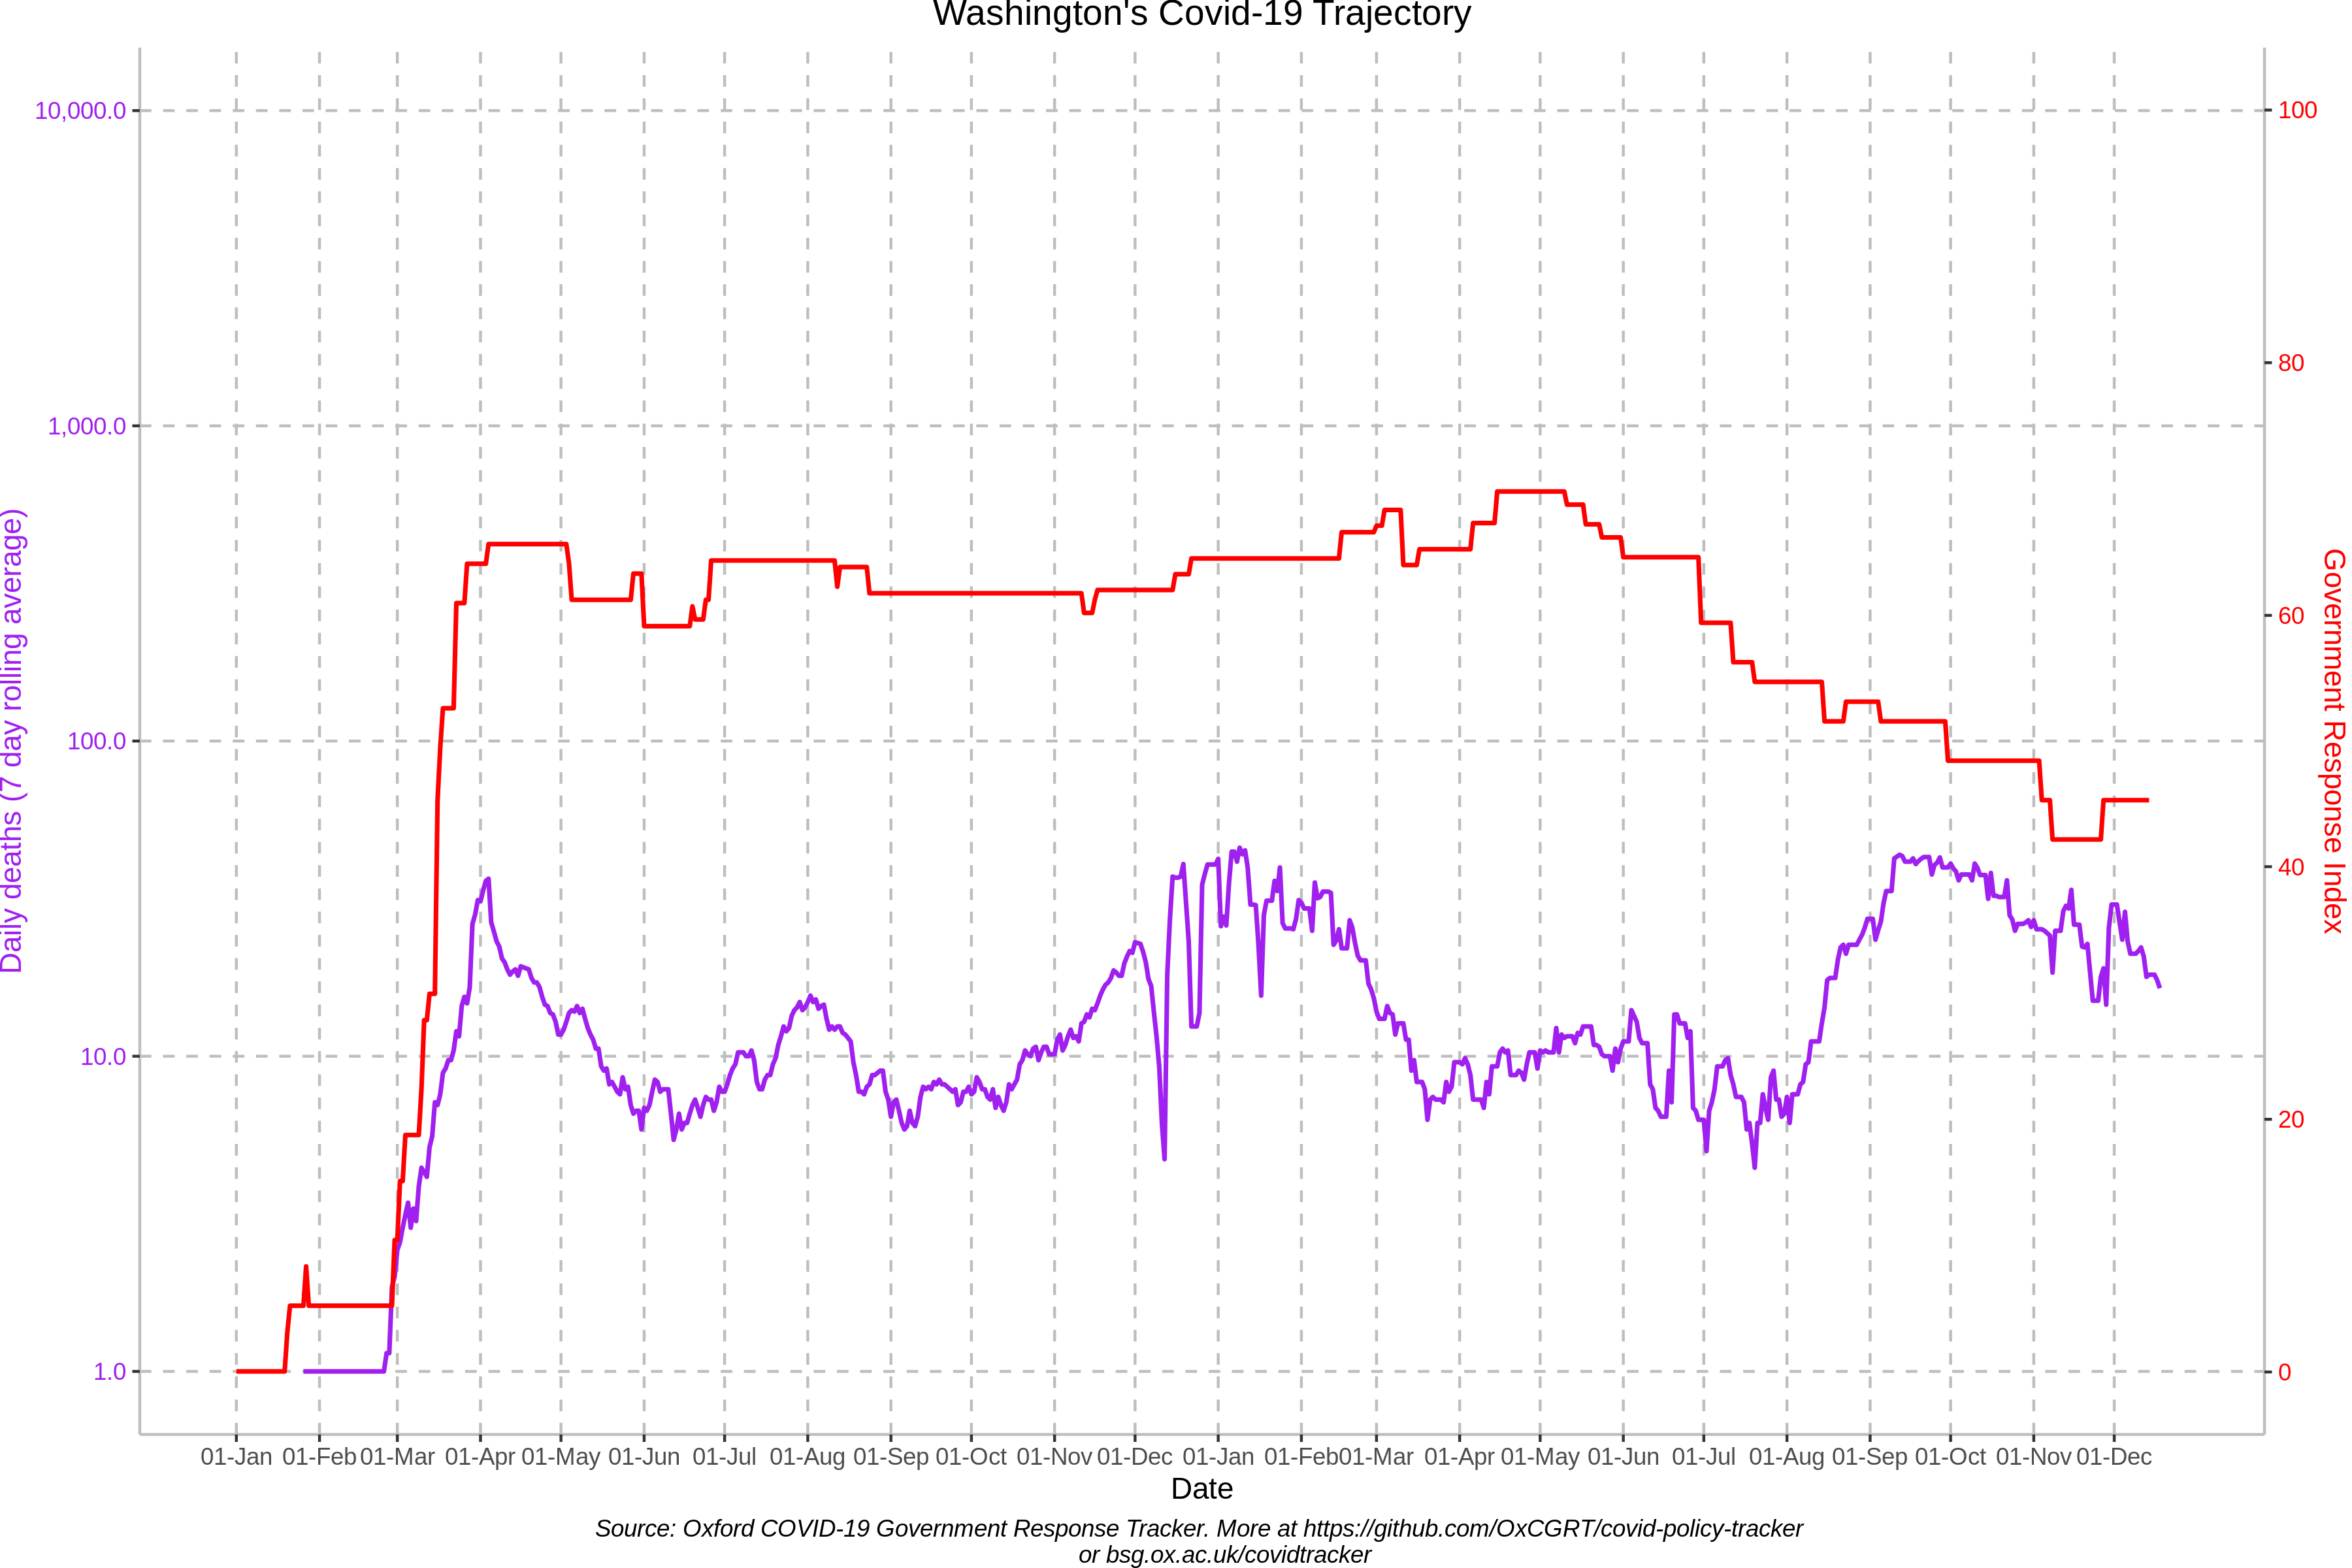 Washington's Covid-19 Trajectory
10,000.0
1,000.0
100.0
10.0
1.0
Daily deaths (7 day rolling average)
100
80
60
40
20
0
Government Response Index
01-Jan 01-Feb 01-Mar 01-Apr 01-May 01-Jun 01-Jul 01-Aug 01-Sep 01-Oct 01-Nov 01-Dec 01-Jan 01-Feb 01-Mar 01-Apr 01-May 01-Jun 01-Jul 01-Aug 01-Sep 01-Oct 01-Nov 01-Dec
Date
Source: Oxford COVID-19 Government Response Tracker. More at https://github.com/OxCGRT/covid-policy-tracker
or bsg.ox.ac.uk/covidtracker